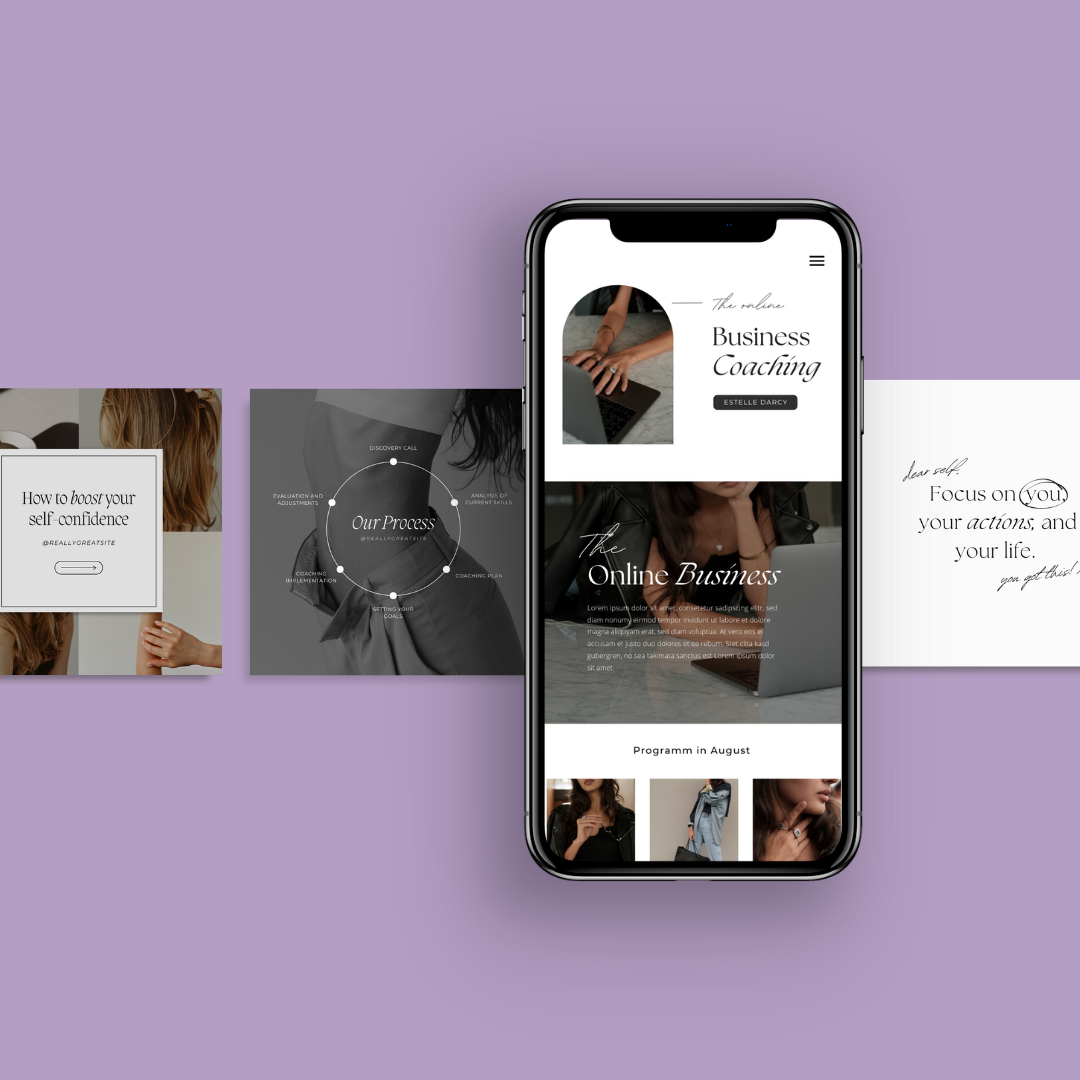 How to boost your
self-confidence
@REALLYGREATSITE
DISCOVERY CALL
EVALUATION AND
ADJUSTMENTS
ANALYSIS OF
CURRENT SKILLS
Our Process
@REALLYGREATSITE
COACHING
IMPLEMENTATION
COACHING PLAN
SETTING YOUR
GOALS
The online
Business
Coaching
ESTELLE DARCY
The
Online Business
Lorem ipsum dolor sit amet, consetetur sadipscing elitr, sed
diam nonumy eirmod tempor invidunt ut labore et dolore
magna aliquyam erat, sed diam voluptua. At vero eos et
accusam et justo duo dolores et ea rebum. Stet clita kasd
gubergren, no sea takimata sanctus est Lorem ipsum dolor
sit amet.
Programm in August
dear self,
Focus on you,
your actions, and
your life.
you got this!